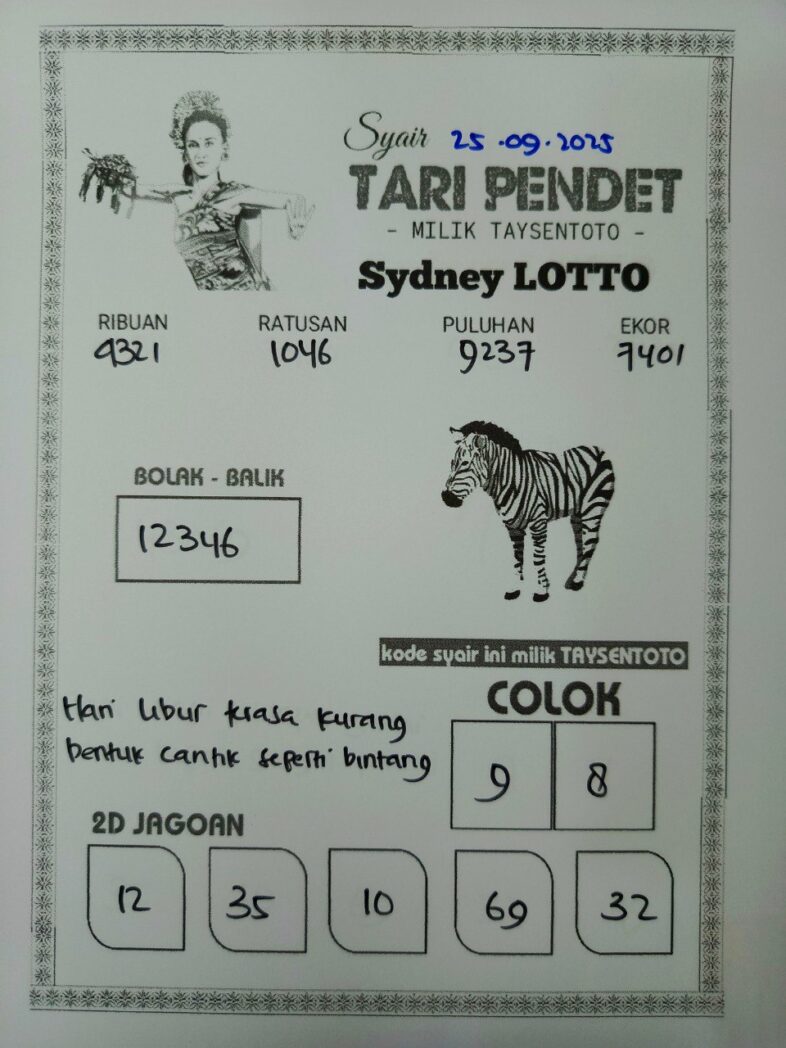 Syair 25.09.2025
TARI PENDET
- MILIK TAYSENTOTO -
Sydney LOTTO
RIBUAN RATUSAN PULUHAN EKOR
4321 1046 9237 7401
BOLAK - BALIK
12346
kode syair ini milik TAYSENTOTO
COLOK
9 8
Hari libur terasa kurang
bentuk cantik seperti bintang
2D JAGOAN
12 35 10 69 32